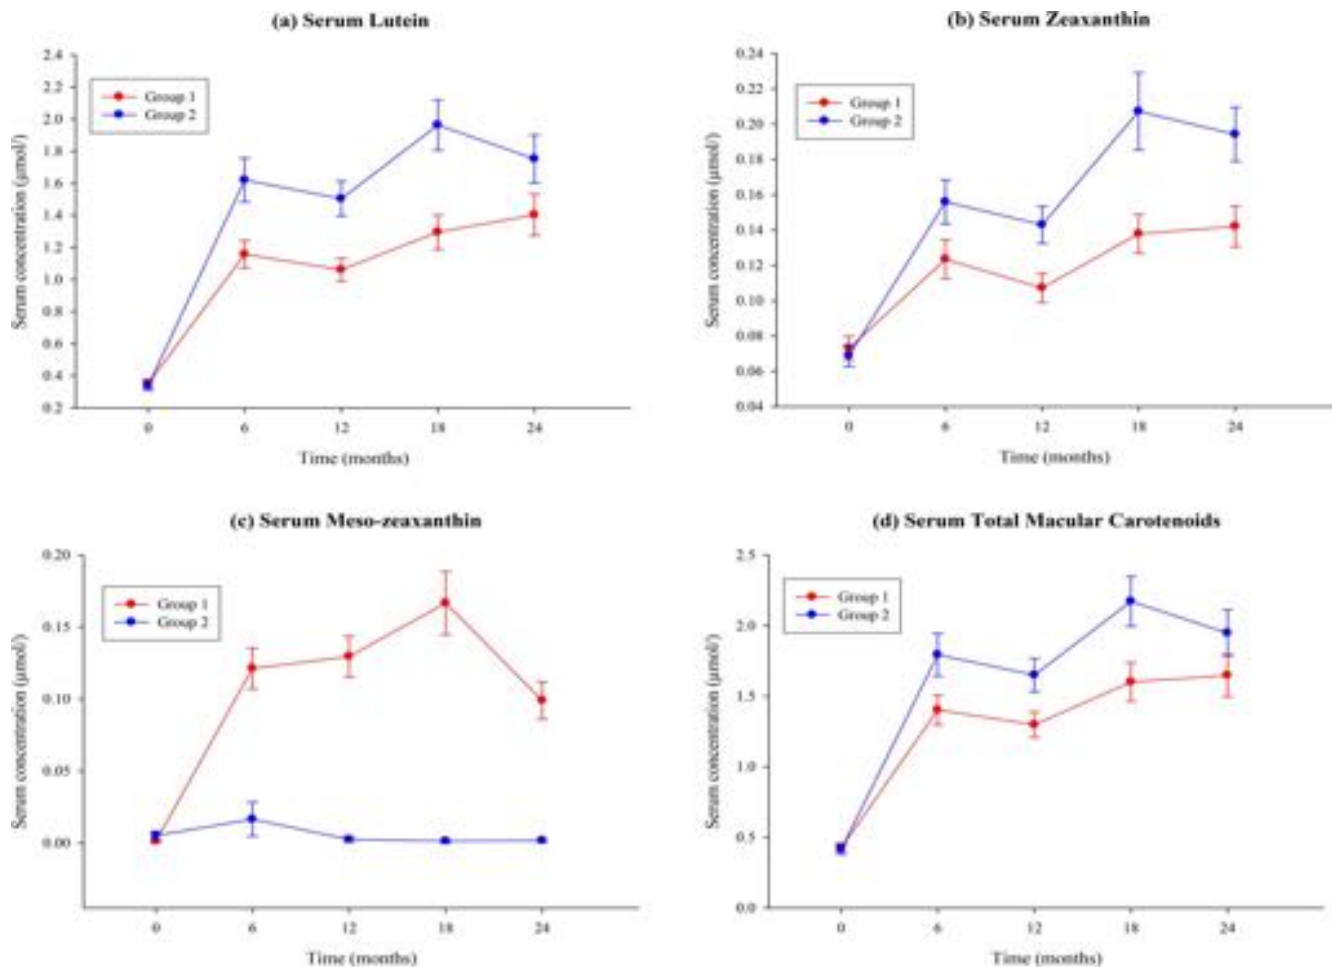 (a) Serum Lutein
2.4
2.2
2.0
1.8
1.6
1.4
1.2
1.0
0.8
0.6
0.4
0.2
Serum concentration (µmol/
Group 1
Group 2
0 6 12 18 24
Time (months)
(b) Serum Zeaxanthin
0.24
0.22
0.20
0.18
0.16
0.14
0.12
0.10
0.08
0.06
0.04
Serum concentration (µmol/
Group 1
Group 2
0 6 12 18 24
Time (months)
(c) Serum Meso-zeaxanthin
0.20
0.15
0.10
0.05
0.00
Serum concentration (µmol/
Group 1
Group 2
0 6 12 18 24
Time (months)
(d) Serum Total Macular Carotenoids
2.5
2.0
1.5
1.0
0.5
0.0
Serum concentration (µmol/
Group 1
Group 2
0 6 12 18 24
Time (months)